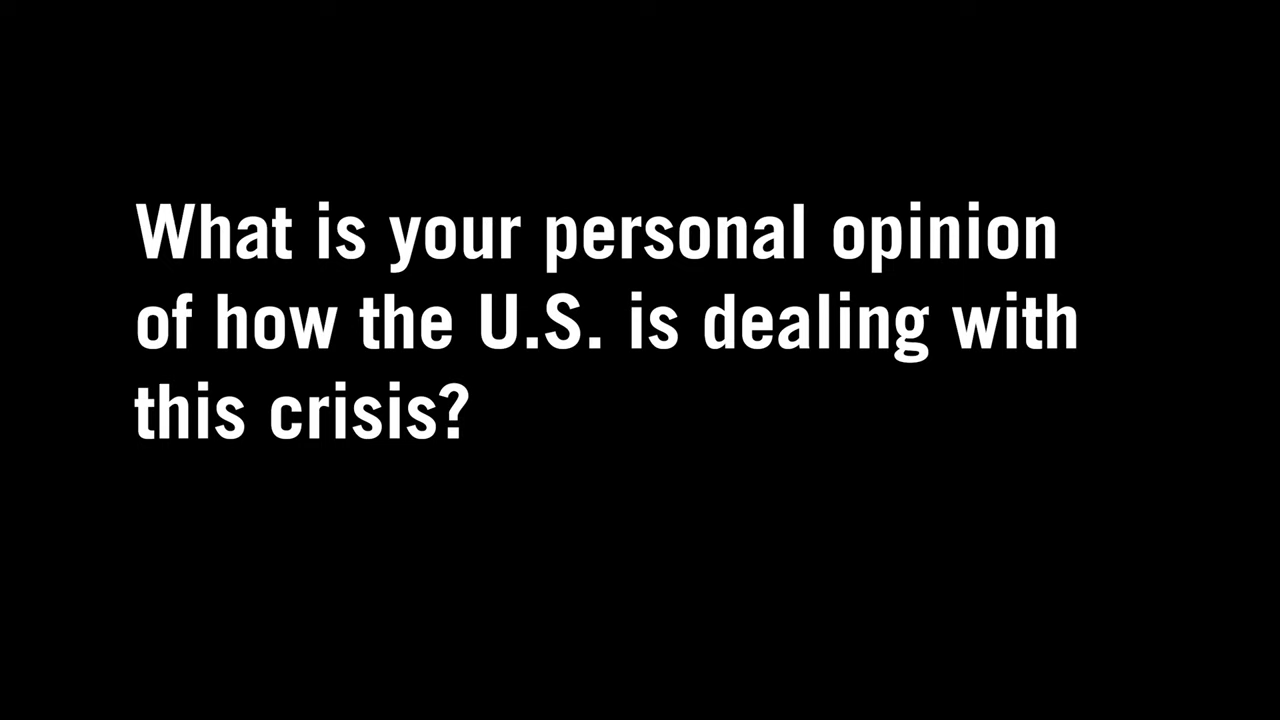 What is your personal opinion
of how the U.S. is dealing with
this crisis?